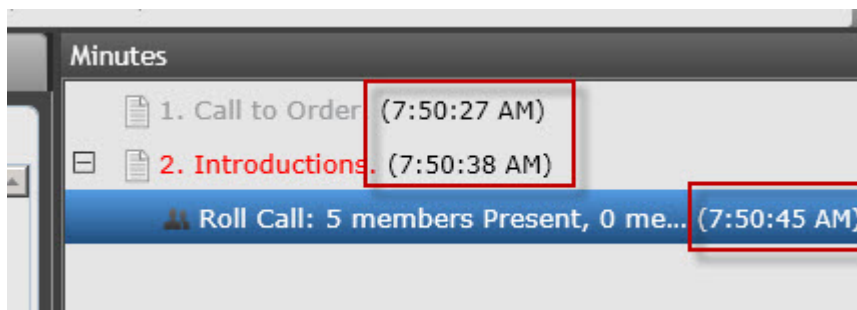 Minutes
1. Call to Order. (7:50:27 AM)
2. Introductions. (7:50:38 AM)
Roll Call: 5 members Present, 0 me... (7:50:45 AM)